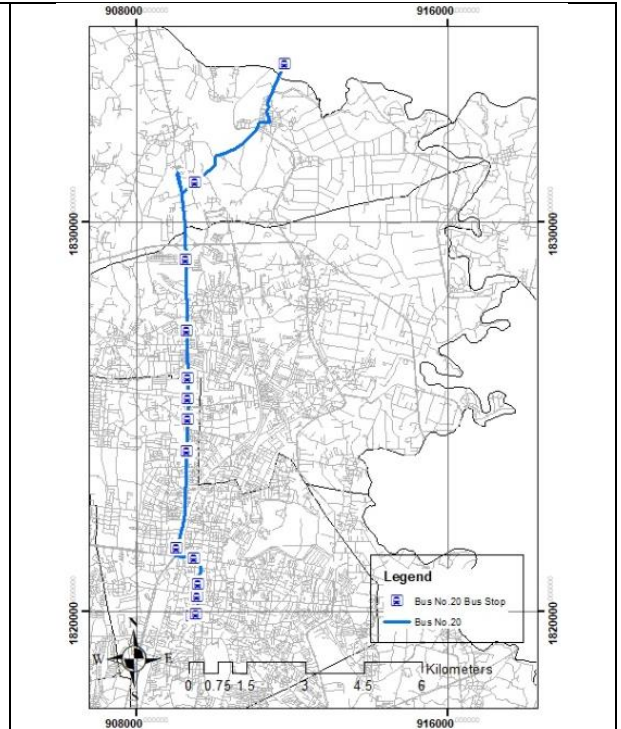 908000 916000
1830000 1830000
Legend
Bus No.20 Bus Stop
Bus No.20
1820000 1820000
N
W E
S
Kilometers
0 0.75 1.5 3 4.5 6
908000 916000